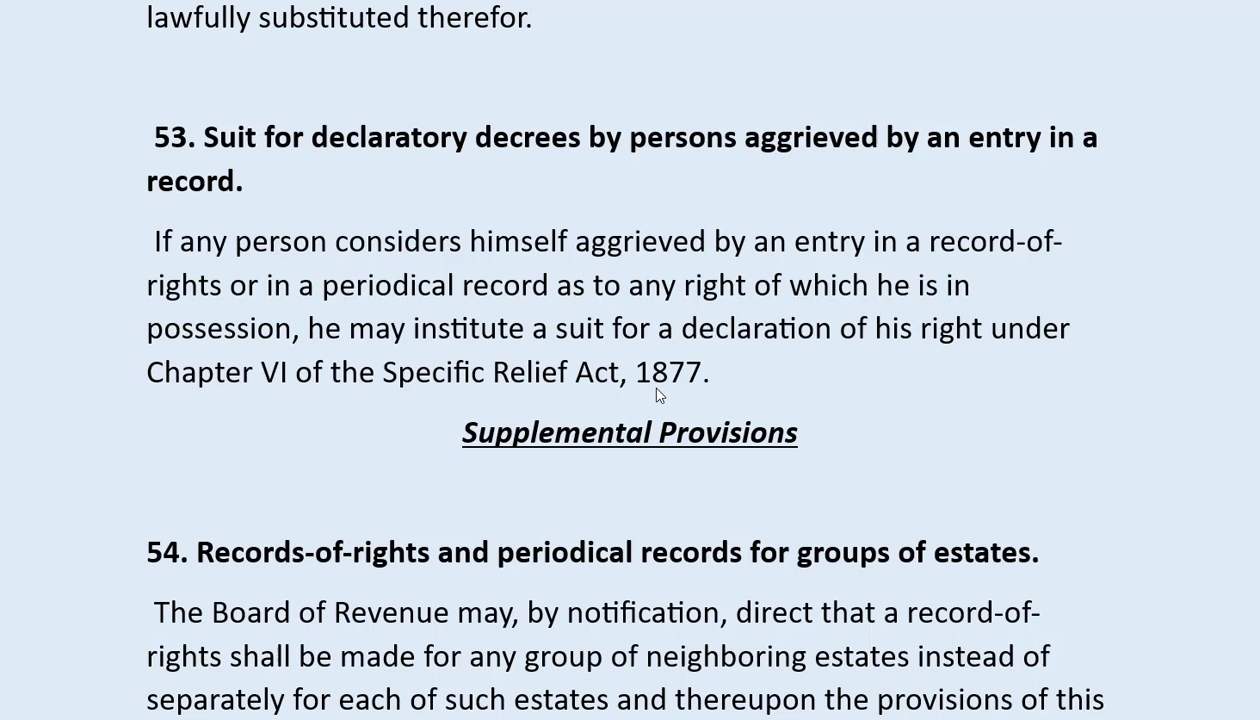 lawfully substituted therefor.
53. Suit for declaratory decrees by persons aggrieved by an entry in a
record.
If any person considers himself aggrieved by an entry in a record-of-
rights or in a periodical record as to any right of which he is in
possession, he may institute a suit for a declaration of his right under
Chapter VI of the Specific Relief Act, 1877.
Supplemental Provisions
54. Records-of-rights and periodical records for groups of estates.
The Board of Revenue may, by notification, direct that a record-of-
rights shall be made for any group of neighboring estates instead of
separately for each of such estates and thereupon the provisions of this